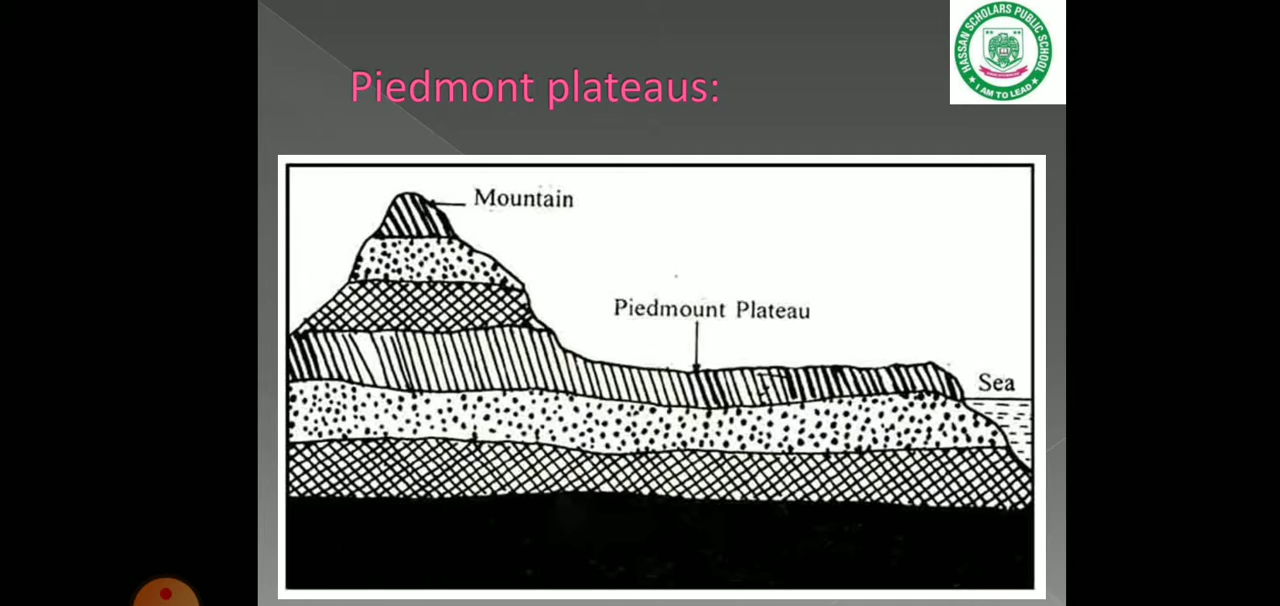 Piedmont plateaus:
HASSAN SCHOLARS PUBLIC SCHOOL
★ I AM TO LEAD ★
Mountain
Piedmount Plateau
Sea